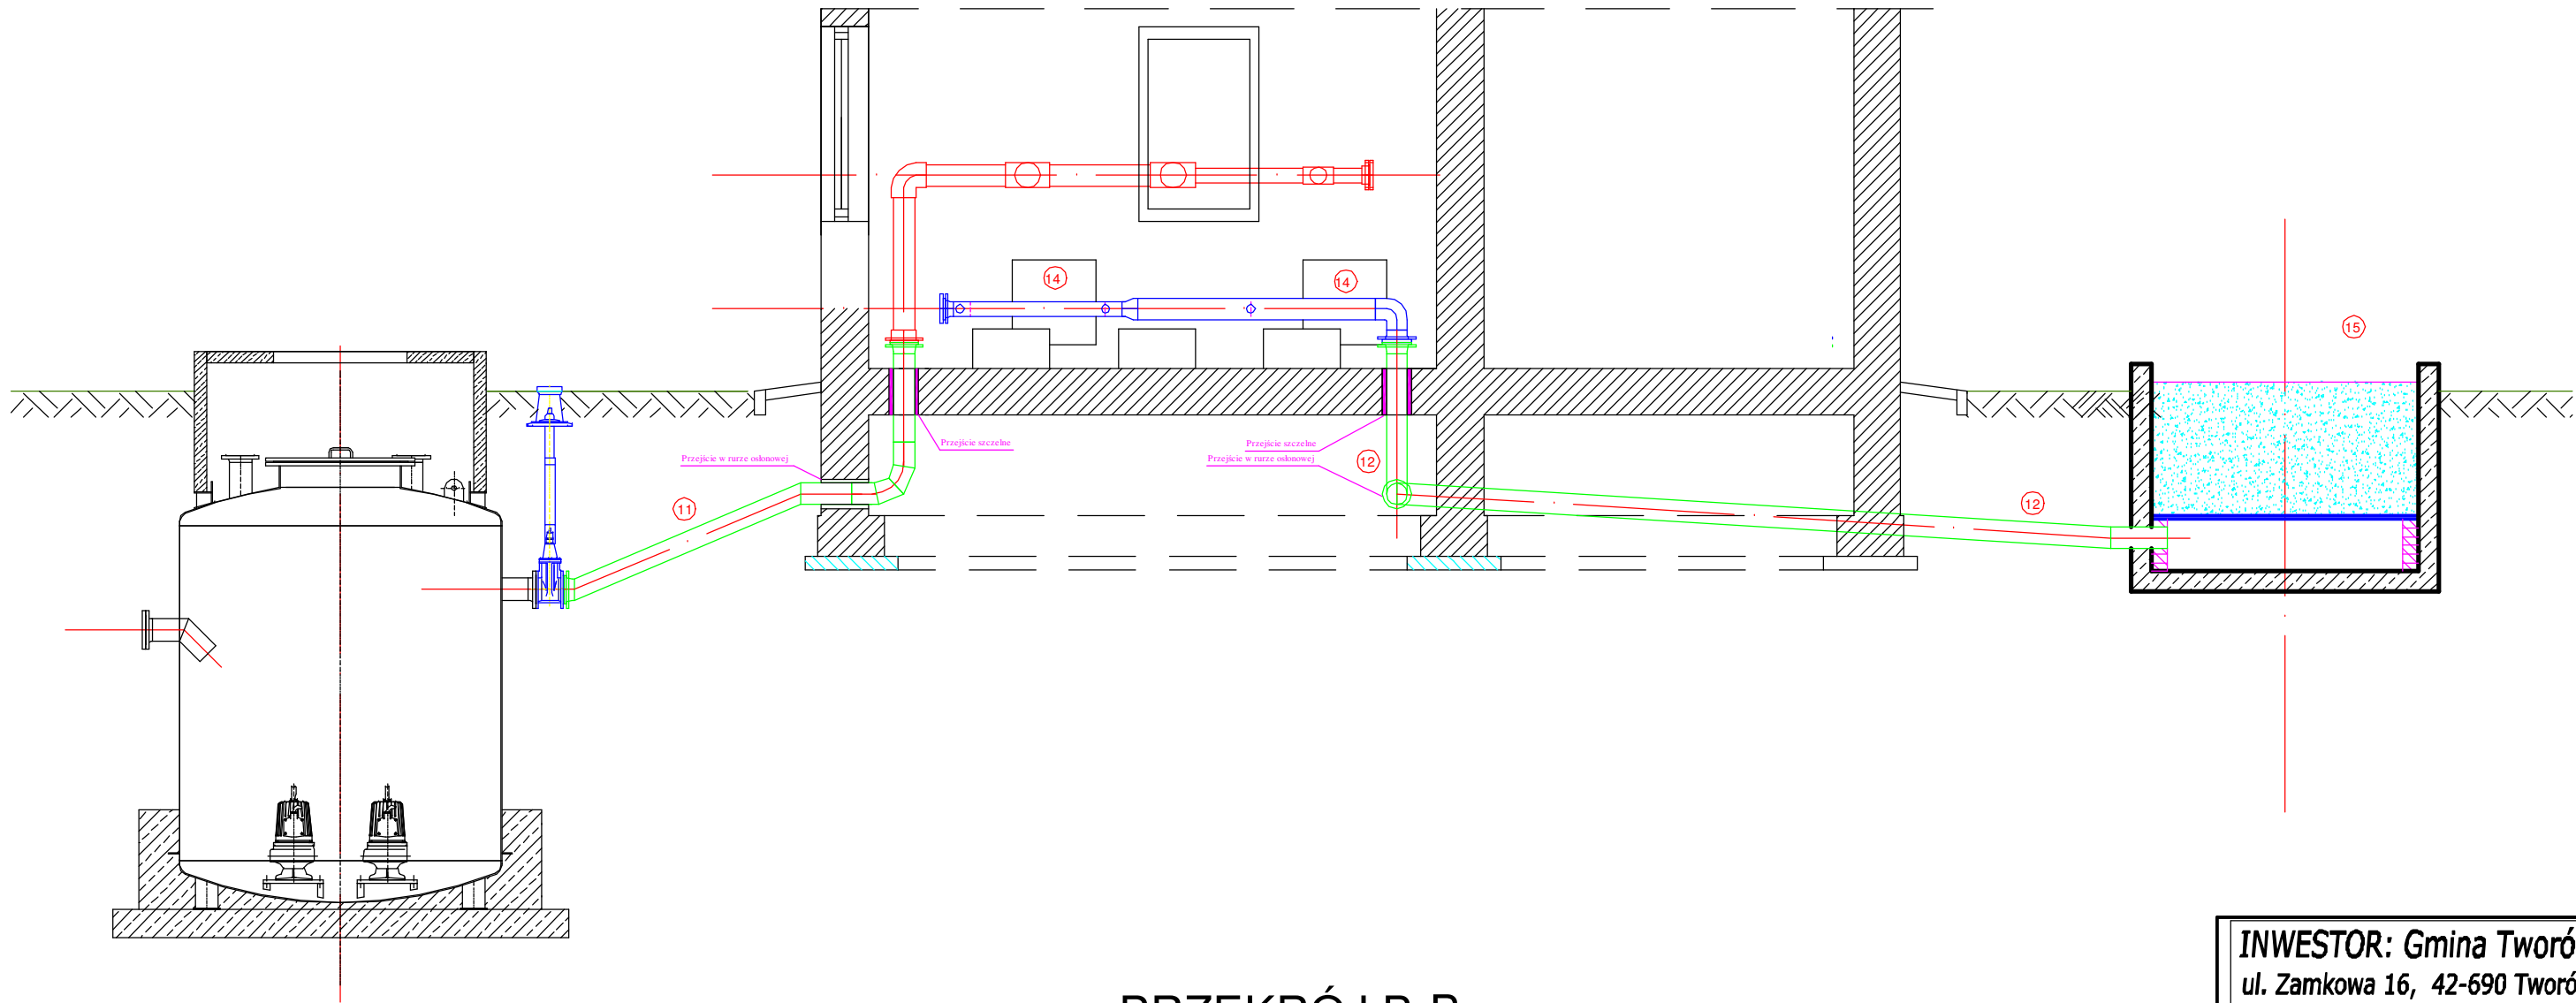 14
14
15
Przejście szczelne
Przejście szczelne
Przejście w rurze osłonowej
Przejście w rurze osłonowej
12
12
11
PRZEKRÓJ B-B
INWESTOR: Gmina Tworó
ul. Zamkowa 16, 42-690 Tworó